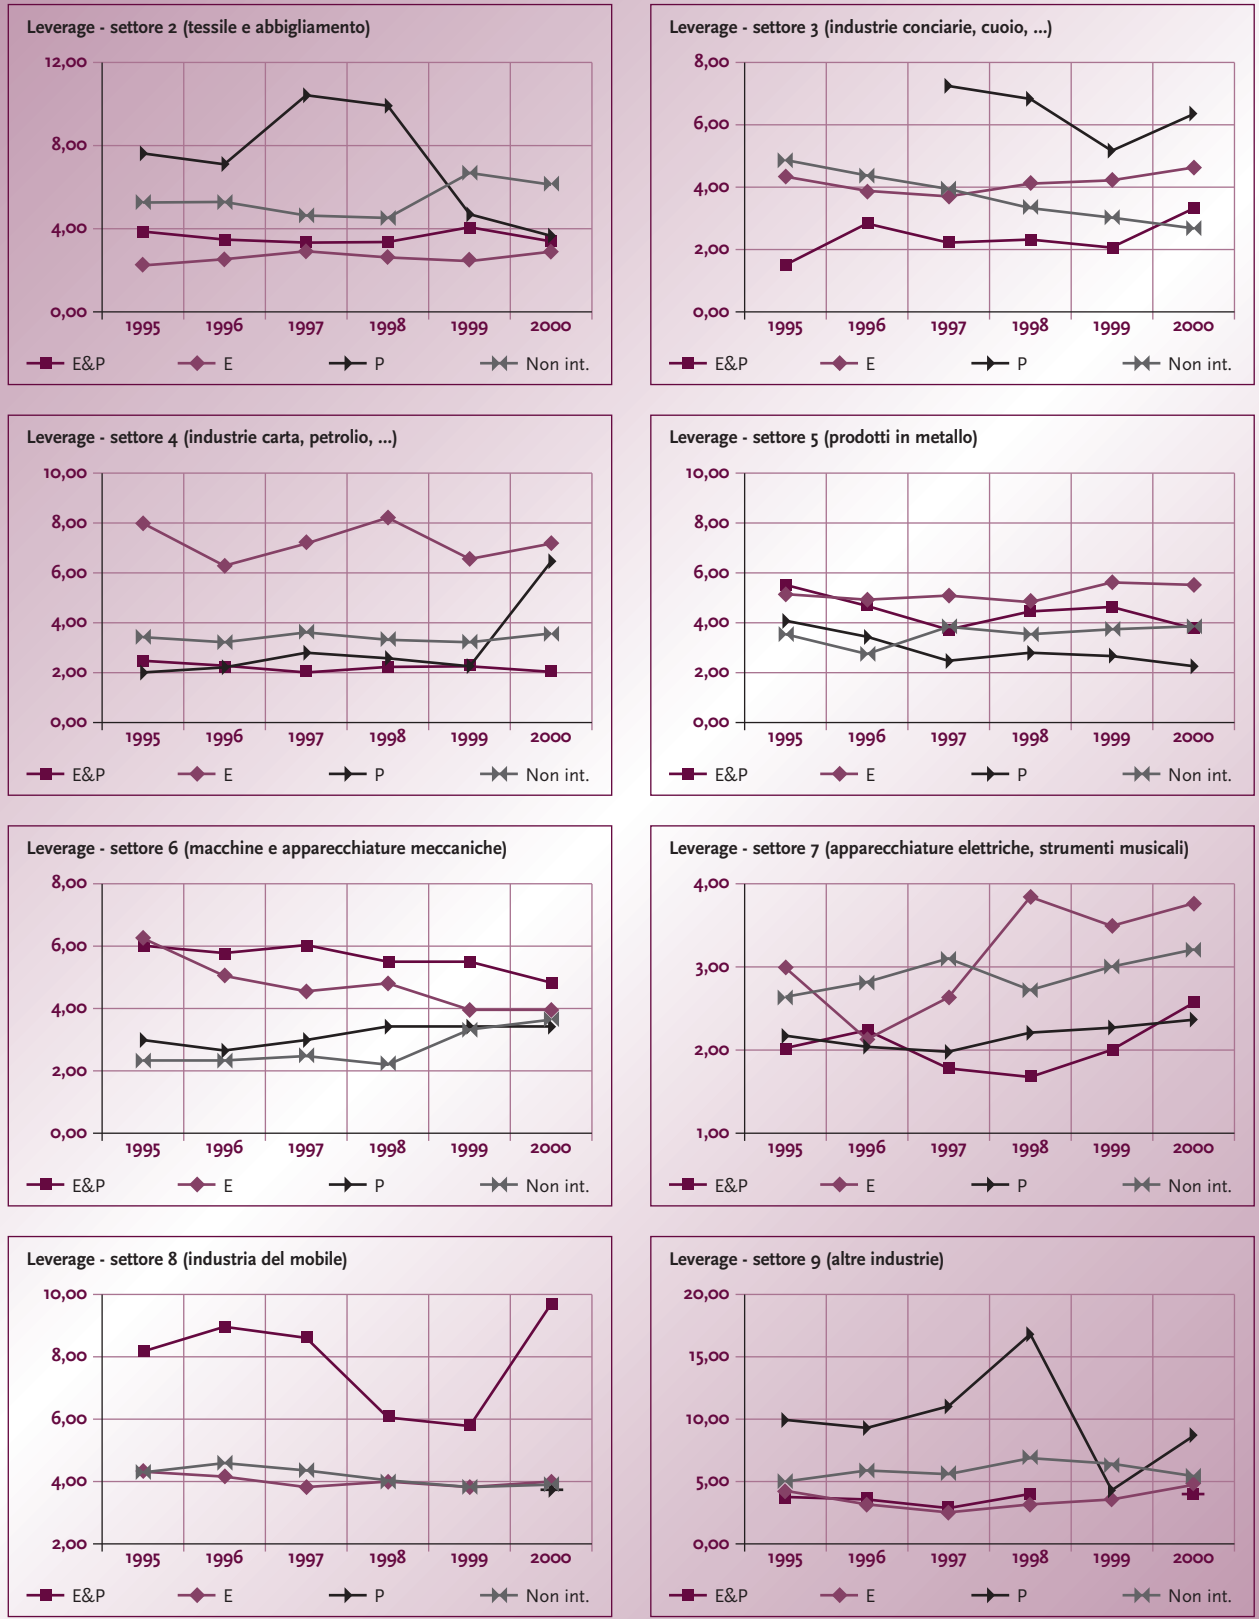 Leverage - settore 2 (tessile e abbigliamento)
12,00
8,00
4,00
0,00
1995 1996 1997 1998 1999 2000
E&P E P Non int.
Leverage - settore 3 (industrie conciarie, cuoio, ...)
8,00
6,00
4,00
2,00
0,00
1995 1996 1997 1998 1999 2000
E&P E P Non int.
Leverage - settore 4 (industrie carta, petrolio, ...)
10,00
8,00
6,00
4,00
2,00
0,00
1995 1996 1997 1998 1999 2000
E&P E P Non int.
Leverage - settore 5 (prodotti in metallo)
10,00
8,00
6,00
4,00
2,00
0,00
1995 1996 1997 1998 1999 2000
E&P E P Non int.
Leverage - settore 6 (macchine e apparecchiature meccaniche)
8,00
6,00
4,00
2,00
0,00
1995 1996 1997 1998 1999 2000
E&P E P Non int.
Leverage - settore 7 (apparecchiature elettriche, strumenti musicali)
4,00
3,00
2,00
1,00
1995 1996 1997 1998 1999 2000
E&P E P Non int.
Leverage - settore 8 (industria del mobile)
10,00
8,00
6,00
4,00
2,00
1995 1996 1997 1998 1999 2000
E&P E P Non int.
Leverage - settore 9 (altre industrie)
20,00
15,00
10,00
5,00
0,00
1995 1996 1997 1998 1999 2000
E&P E P Non int.